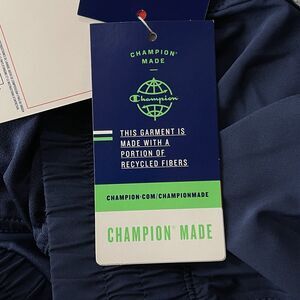 CHAMPION®
MADE
Champion
THIS GARMENT IS
MADE WITH A
PORTION OF
RECYCLED FIBERS
CHAMPION.COM/CHAMPIONMADE
CHAMPION® MADE